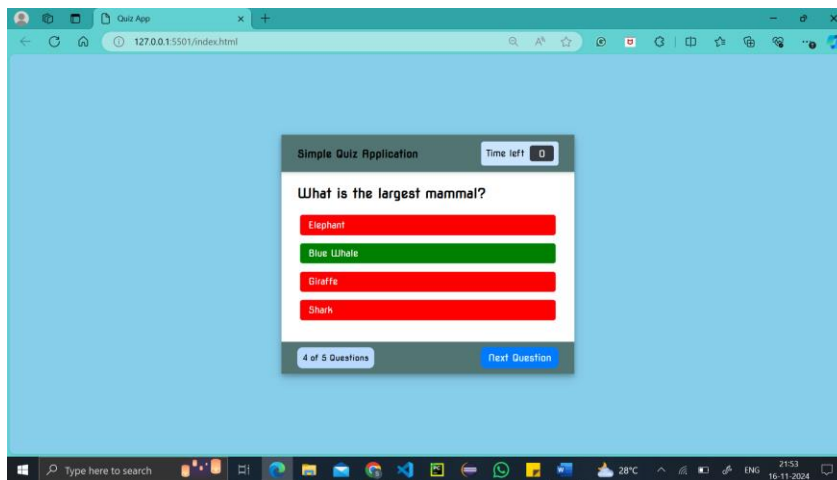 Quiz App
127.0.0.1:5501/index.html
Simple Quiz Application
Time left 0
What is the largest mammal?
Elephant
Blue Whale
Giraffe
Shark
4 of 5 Questions
Next Question
Type here to search
28°C
ENG
21:53
16-11-2024